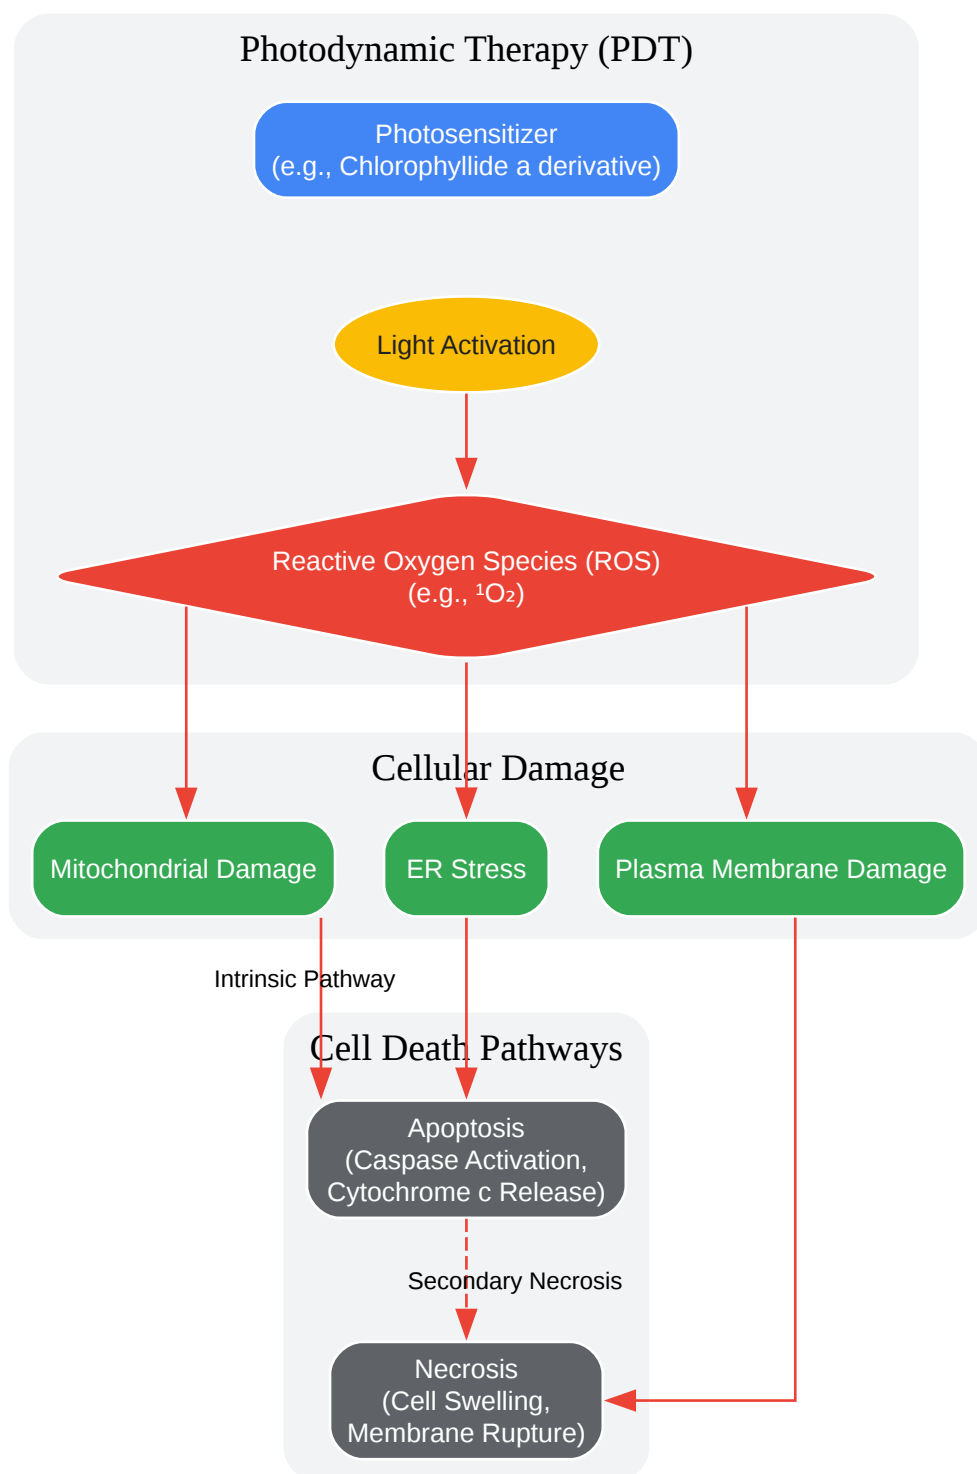 Photodynamic Therapy (PDT)
Photosensitizer
(e.g., Chlorophyllide a derivative)
Light Activation
Reactive Oxygen Species (ROS)
(e.g., ¹O₂)
Cellular Damage
Mitochondrial Damage
ER Stress
Plasma Membrane Damage
Intrinsic Pathway
Cell Death Pathways
Apoptosis
(Caspase Activation,
Cytochrome c Release)
Secondary Necrosis
Necrosis
(Cell Swelling,
Membrane Rupture)